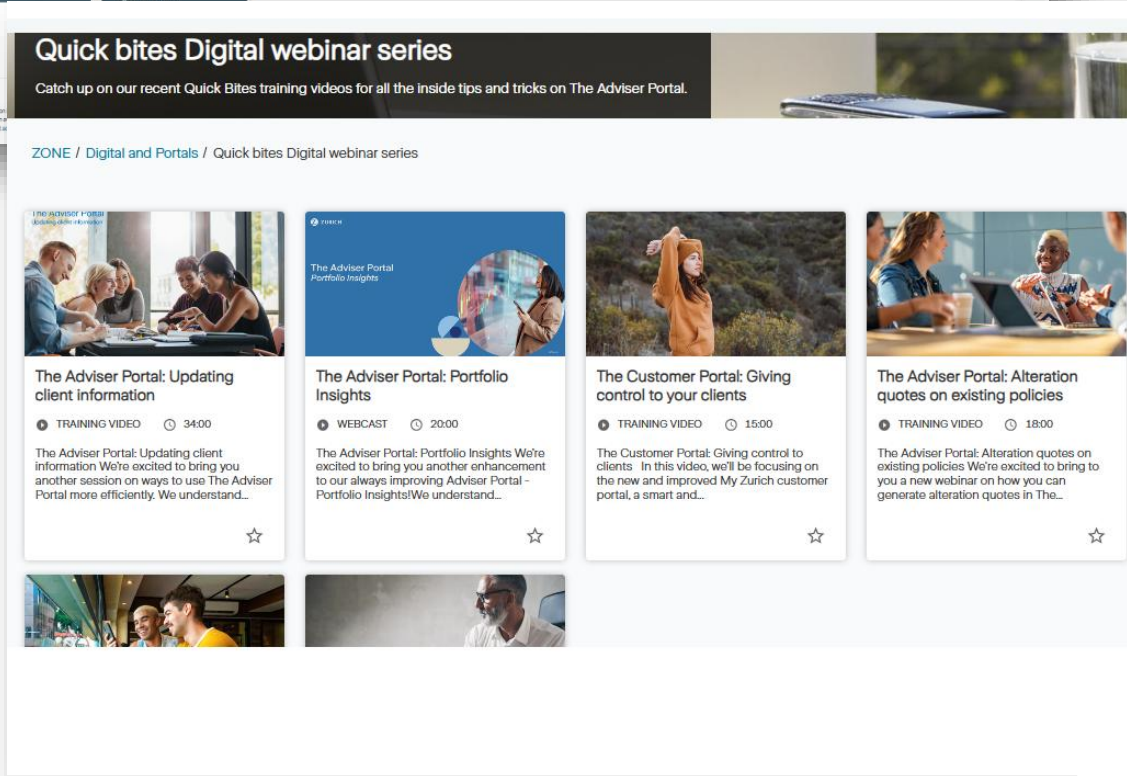 Quick bites Digital webinar series
Catch up on our recent Quick Bites training videos for all the inside tips and tricks on The Adviser Portal.
ZONE / Digital and Portals / Quick bites Digital webinar series
The Adviser Portal
Updating client information
The Adviser Portal: Updating
client information
TRAINING VIDEO 34:00
The Adviser Portal: Updating client
information We're excited to bring you
another session on ways to use The Adviser
Portal more efficiently. We understand...
ZURICH
The Adviser Portal
Portfolio Insights
The Adviser Portal: Portfolio
Insights
WEBCAST 20:00
The Adviser Portal: Portfolio Insights We're
excited to bring you another enhancement
to our always improving Adviser Portal -
Portfolio Insights!We understand...
The Customer Portal: Giving
control to your clients
TRAINING VIDEO 15:00
The Customer Portal: Giving control to
clients In this video, we'll be focusing on
the new and improved My Zurich customer
portal, a smart and...
The Adviser Portal: Alteration
quotes on existing policies
TRAINING VIDEO 18:00
The Adviser Portal: Alteration quotes on
existing policies We're excited to bring to
you a new webinar on how you can
generate alteration quotes in The...